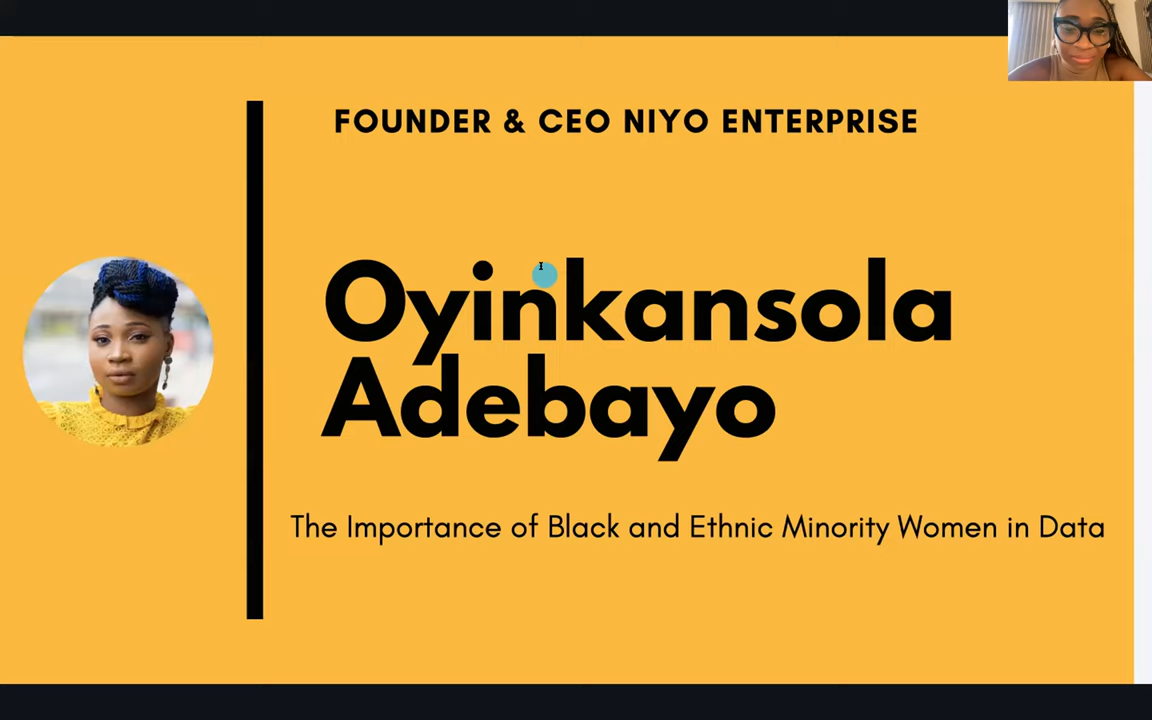 FOUNDER & CEO NIYO ENTERPRISE
Oyinkansola
Adebayo
The Importance of Black and Ethnic Minority Women in Data